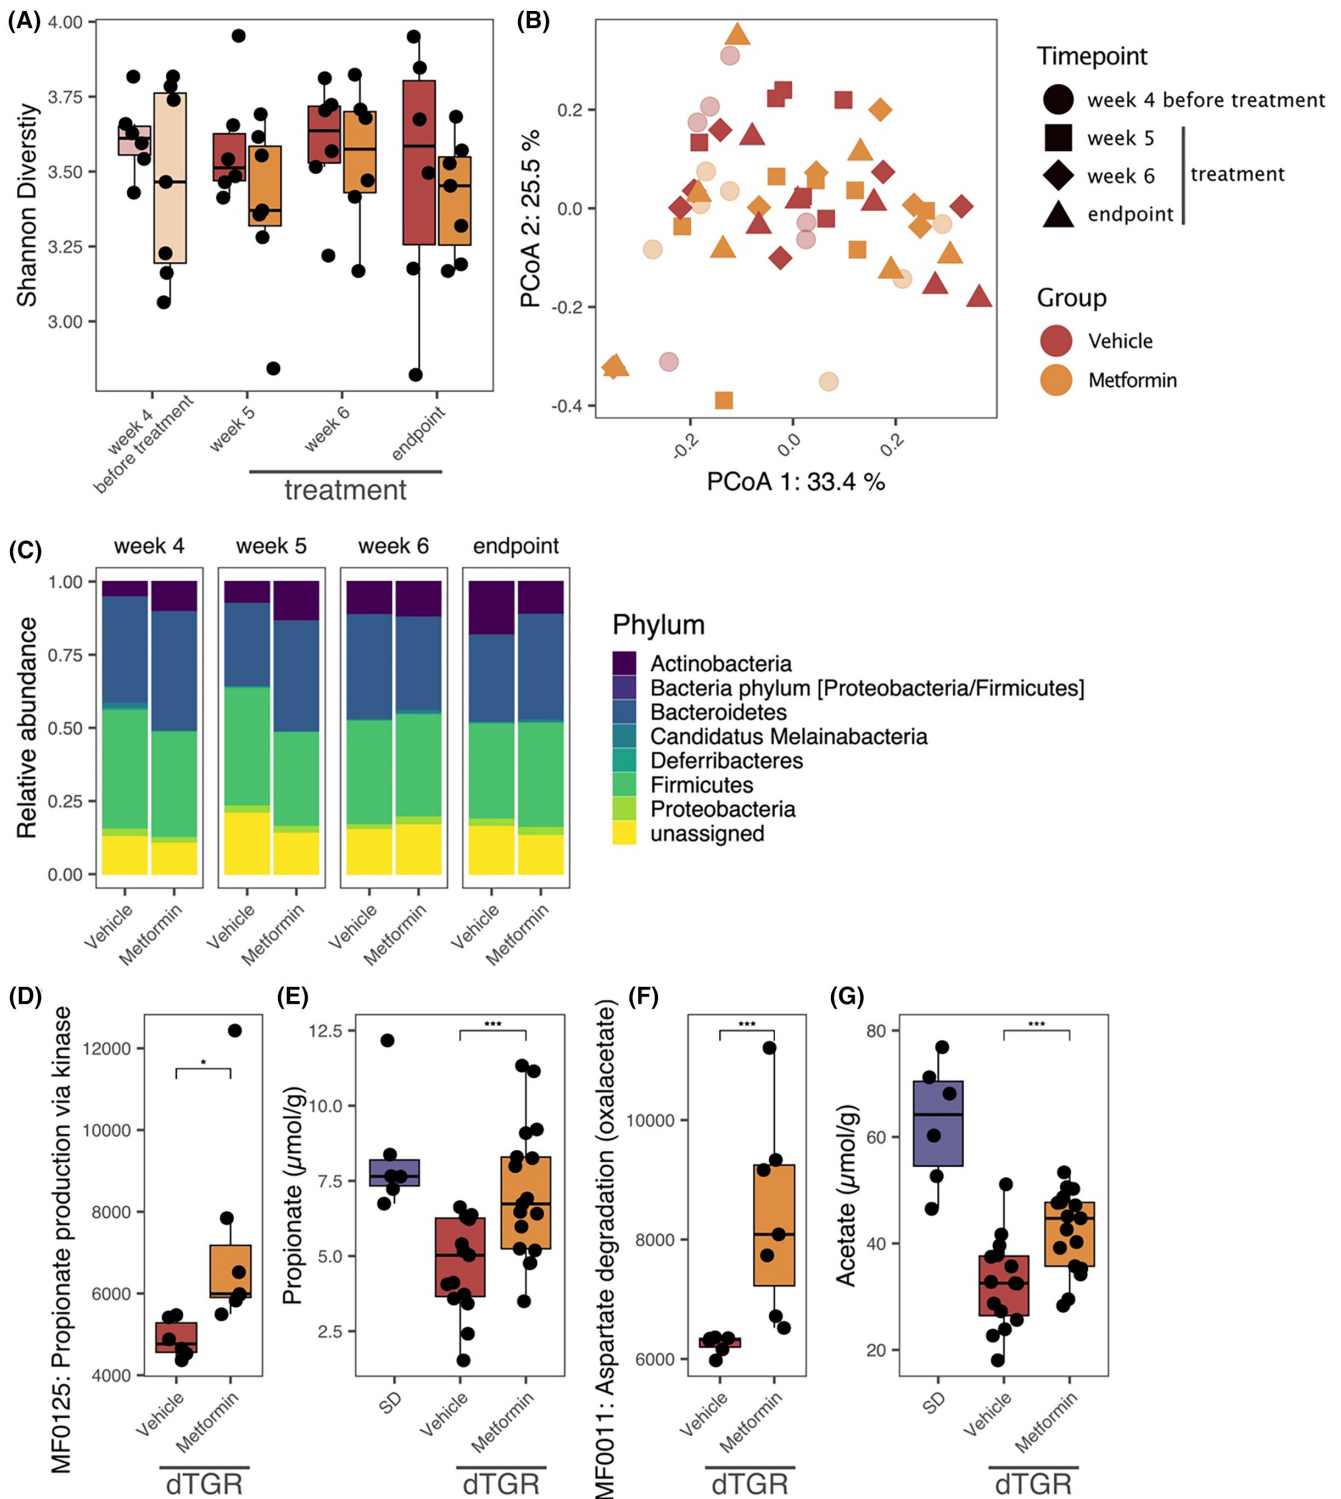 (A)
4.00
3.75
3.50
3.25
3.00
Shannon Diverstiy
week 4
before treatment
week 5
week 6
endpoint
treatment
(B)
0.2
0.0
-0.2
-0.4
PCoA 2: 25.5 %
-0.2
0.0
0.2
PCoA 1: 33.4 %
Timepoint
week 4 before treatment
week 5
week 6
endpoint
treatment
Group
Vehicle
Metformin
(C)
week 4
week 5
week 6
endpoint
1.00
0.75
0.50
0.25
0.00
Relative abundance
Vehicle
Metformin
Vehicle
Metformin
Vehicle
Metformin
Vehicle
Metformin
Phylum
Actinobacteria
Bacteria phylum [Proteobacteria/Firmicutes]
Bacteroidetes
Candidatus Melainabacteria
Deferribacteres
Firmicutes
Proteobacteria
unassigned
(D)
MF0125: Propionate production via kinase
12000
10000
8000
6000
4000
*
Vehicle
Metformin
dTGR
(E)
Propionate (µmol/g)
12.5
10.0
7.5
5.0
2.5
***
SD
Vehicle
Metformin
dTGR
(F)
MF0011: Aspartate degradation (oxalacetate)
10000
8000
6000
***
Vehicle
Metformin
dTGR
(G)
Acetate (µmol/g)
80
60
40
20
***
SD
Vehicle
Metformin
dTGR